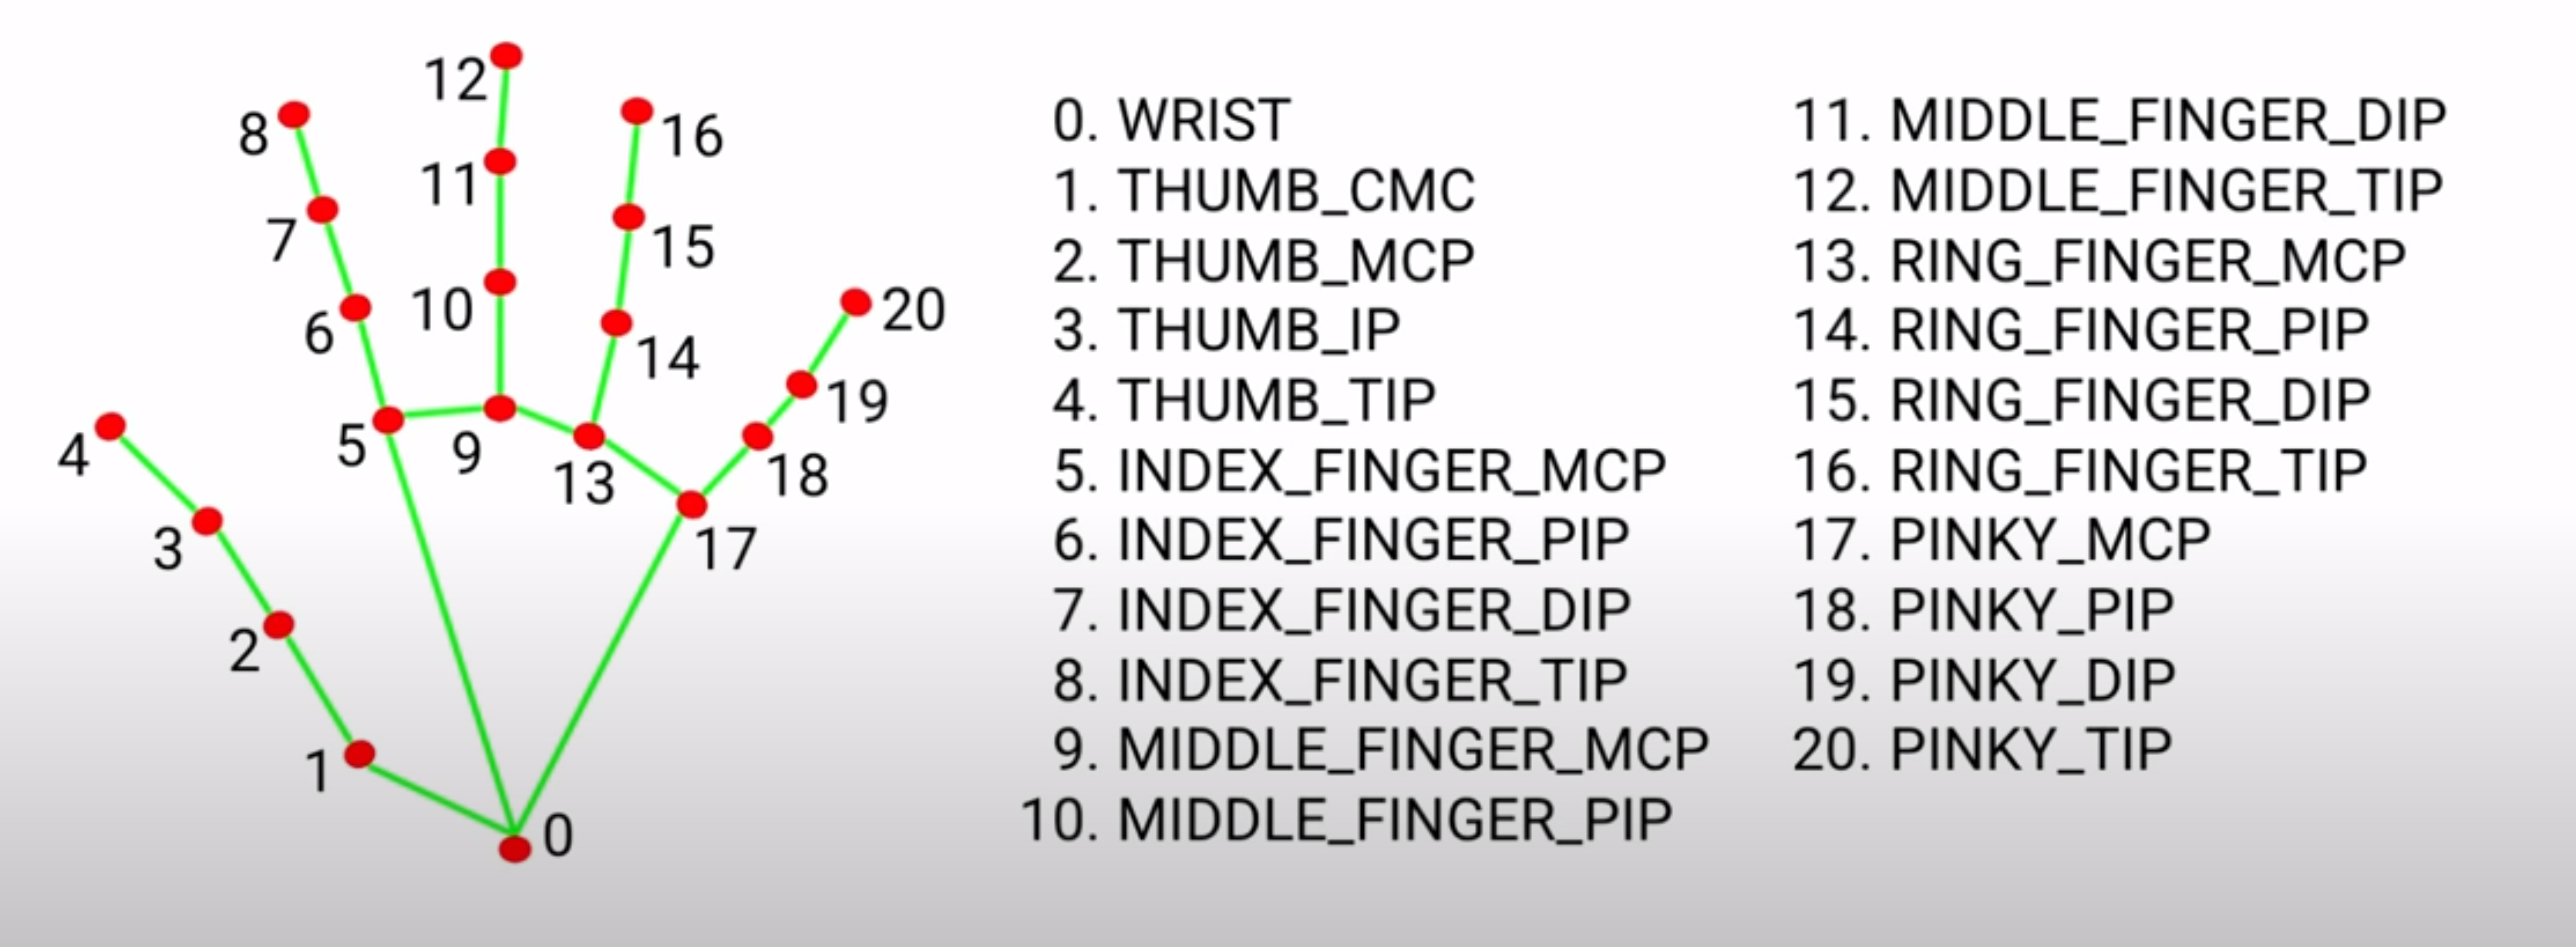 12
8
16
11
7
15
10
6
20
14
19
5
9
4
13
18
3
17
2
1
0
0. WRIST
1. THUMB_CMC
2. THUMB_MCP
3. THUMB_IP
4. THUMB_TIP
5. INDEX_FINGER_MCP
6. INDEX_FINGER_PIP
7. INDEX_FINGER_DIP
8. INDEX_FINGER_TIP
9. MIDDLE_FINGER_MCP
10. MIDDLE_FINGER_PIP
11. MIDDLE_FINGER_DIP
12. MIDDLE_FINGER_TIP
13. RING_FINGER_MCP
14. RING_FINGER_PIP
15. RING_FINGER_DIP
16. RING_FINGER_TIP
17. PINKY_MCP
18. PINKY_PIP
19. PINKY_DIP
20. PINKY_TIP